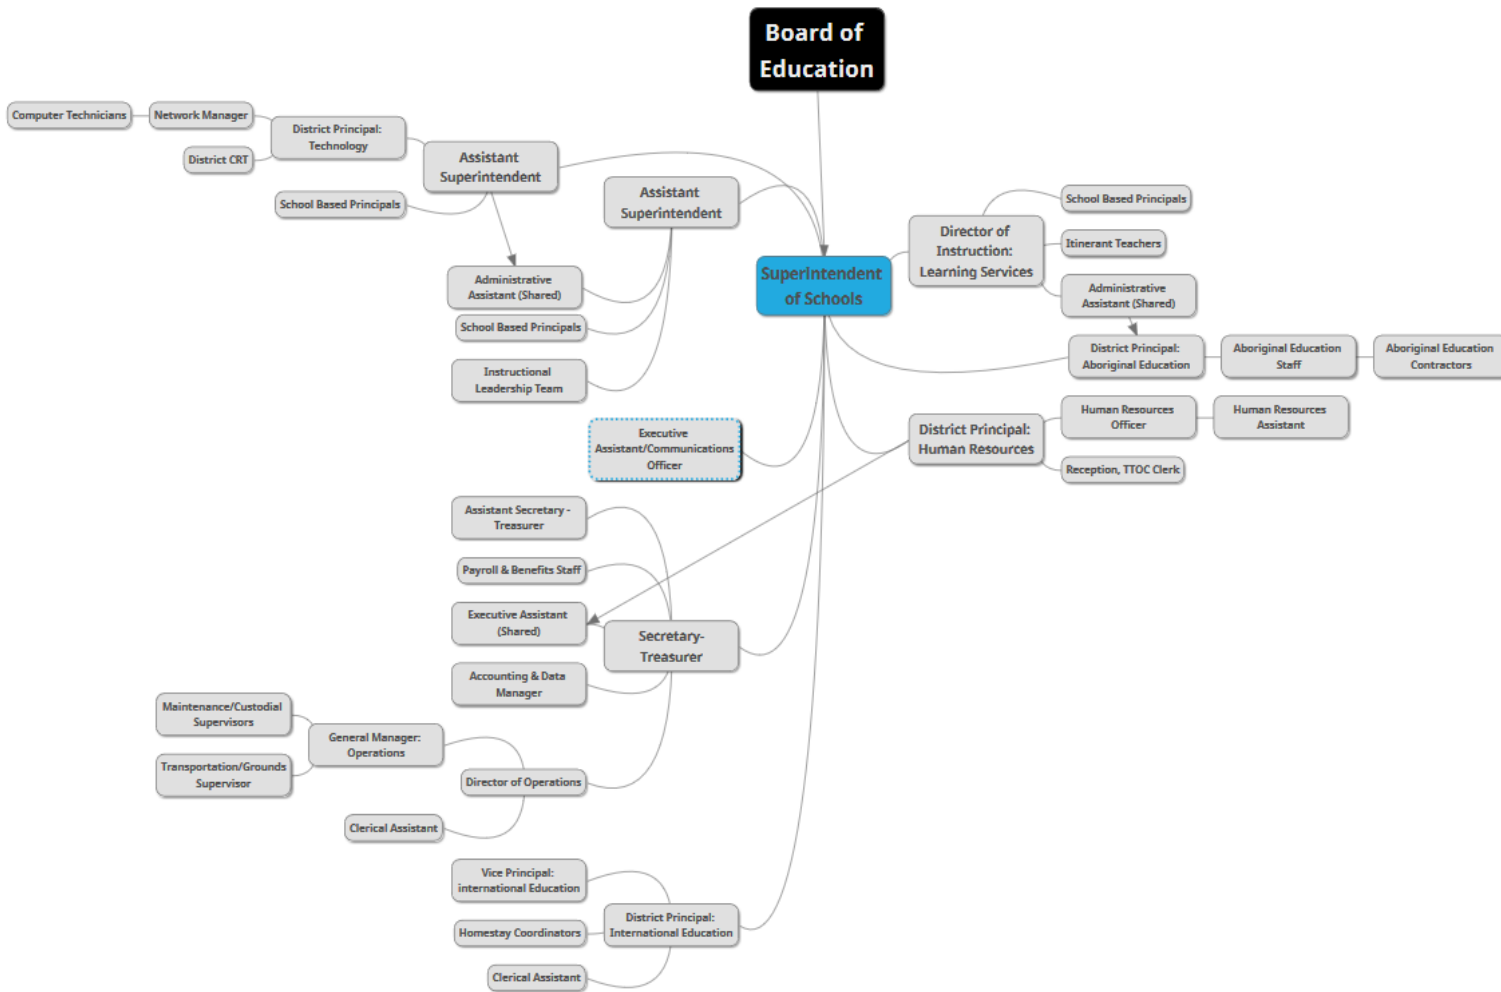 Board of
Education
Computer Technicians
Network Manager
District Principal:
Technology
District CRT
School Based Principals
Assistant
Superintendent
Assistant
Superintendent
Administrative
Assistant (Shared)
School Based Principals
Instructional
Leadership Team
Superintendent
of Schools
Director of
Instruction:
Learning Services
School Based Principals
Itinerant Teachers
Administrative
Assistant (Shared)
District Principal:
Aboriginal Education
Aboriginal Education
Staff
Aboriginal Education
Contractors
Executive
Assistant/Communications
Officer
District Principal:
Human Resources
Human Resources
Officer
Human Resources
Assistant
Reception, TTOC Clerk
Assistant Secretary -
Treasurer
Payroll & Benefits Staff
Executive Assistant
(Shared)
Secretary-
Treasurer
Accounting & Data
Manager
Maintenance/Custodial
Supervisors
General Manager:
Operations
Transportation/Grounds
Supervisor
Director of Operations
Clerical Assistant
Vice Principal:
international Education
District Principal:
International Education
Homestay Coordinators
Clerical Assistant